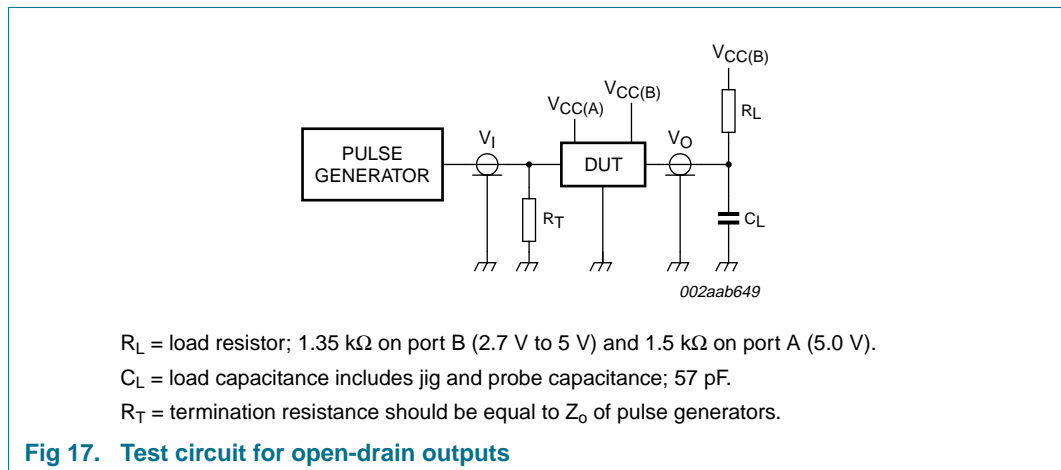 VCC(B)
VCC(B)
VCC(A)
RL
VI
VO
PULSE
GENERATOR
DUT
RT
CL
002aab649
RL = load resistor; 1.35 kΩ on port B (2.7 V to 5 V) and 1.5 kΩ on port A (5.0 V).
CL = load capacitance includes jig and probe capacitance; 57 pF.
RT = termination resistance should be equal to Zo of pulse generators.
Fig 17. Test circuit for open-drain outputs